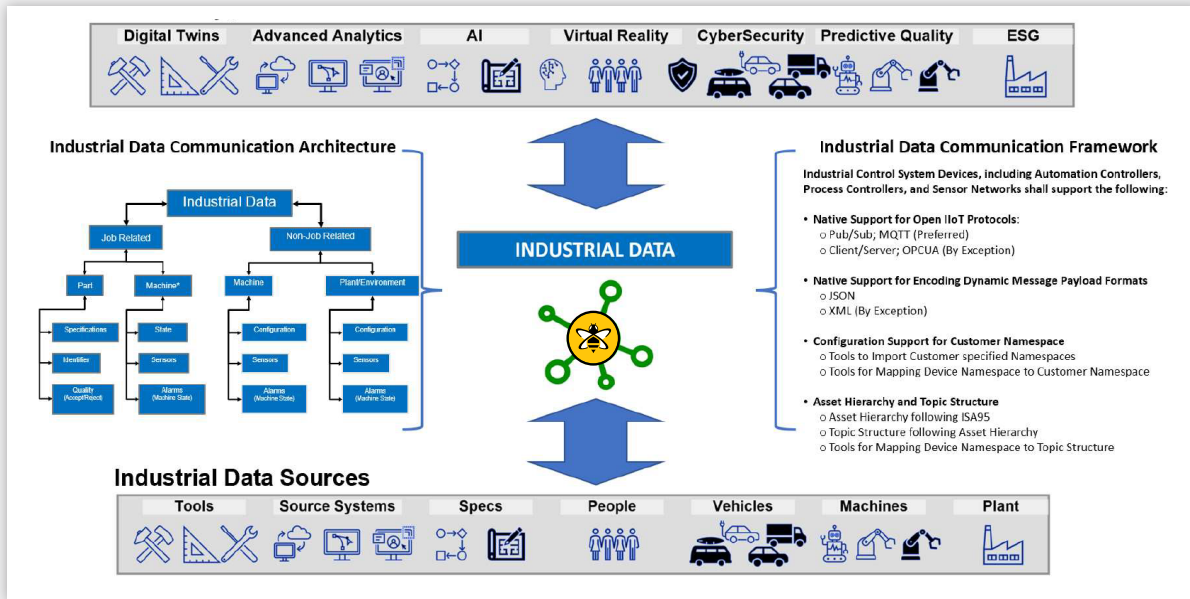 Digital Twins
Advanced Analytics
AI
Virtual Reality
CyberSecurity
Predictive Quality
ESG
Industrial Data Communication Architecture
Industrial Data
Job Related
Non-Job Related
Part
Machine*
Machine
Plant/Environment
Specifications
State
Configuration
Configuration
Identifier
Sensors
Sensors
Sensors
Quality
(Accept/Reject)
Alarms
(Machine State)
Alarms
(Machine State)
Alarms
(Machine State)
INDUSTRIAL DATA
Industrial Data Communication Framework
Industrial Control System Devices, including Automation Controllers,
Process Controllers, and Sensor Networks shall support the following:
• Native Support for Open IIoT Protocols:
o Pub/Sub; MQTT (Preferred)
o Client/Server; OPCUA (By Exception)
• Native Support for Encoding Dynamic Message Payload Formats
o JSON
o XML (By Exception)
• Configuration Support for Customer Namespace
o Tools to Import Customer specified Namespaces
o Tools for Mapping Device Namespace to Customer Namespace
• Asset Hierarchy and Topic Structure
o Asset Hierarchy following ISA95
o Topic Structure following Asset Hierarchy
o Tools for Mapping Device Namespace to Topic Structure
Industrial Data Sources
Tools
Source Systems
Specs
People
Vehicles
Machines
Plant